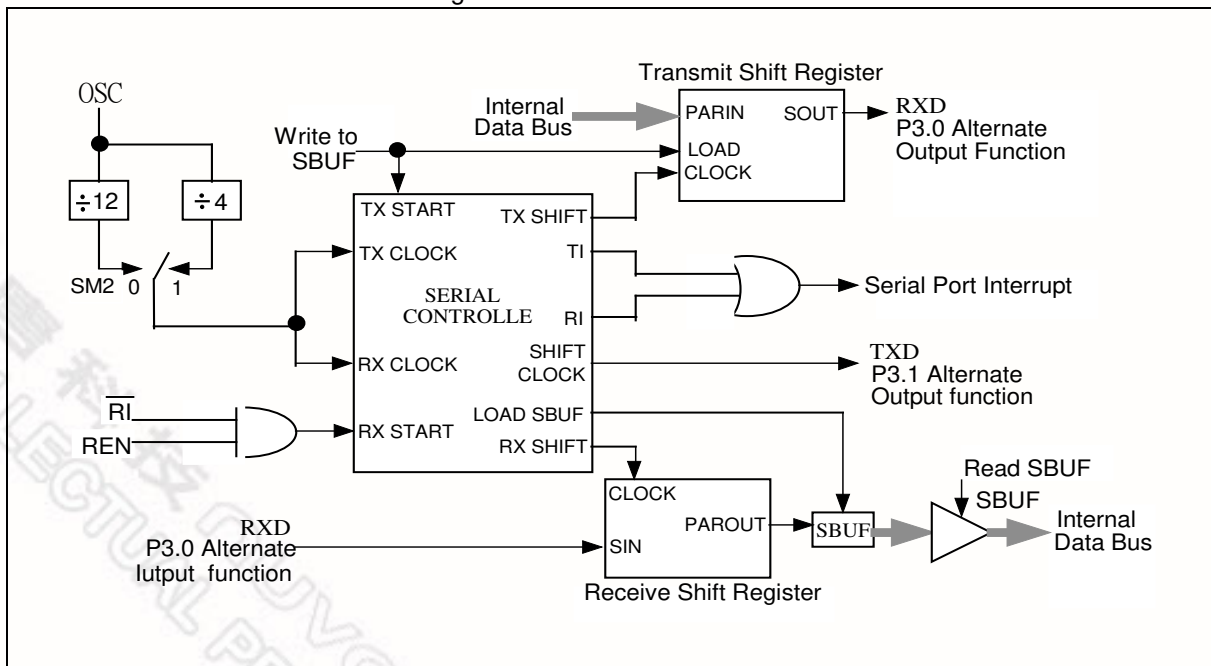 OSC
÷12
÷4
SM2 0 1
Write to
SBUF
Internal
Data Bus
Transmit Shift Register
PARIN
SOUT
LOAD
CLOCK
RXD
P3.0 Alternate
Output Function
TX START
TX SHIFT
TX CLOCK
TI
SERIAL
CONTROLLE
RI
SHIFT
CLOCK
RX CLOCK
LOAD SBUF
RX START
RX SHIFT
Serial Port Interrupt
TXD
P3.1 Alternate
Output function
RI
REN
CLOCK
PAROUT
SIN
Receive Shift Register
RXD
P3.0 Alternate
Iutput function
SBUF
Read SBUF
SBUF
Internal
Data Bus
科技